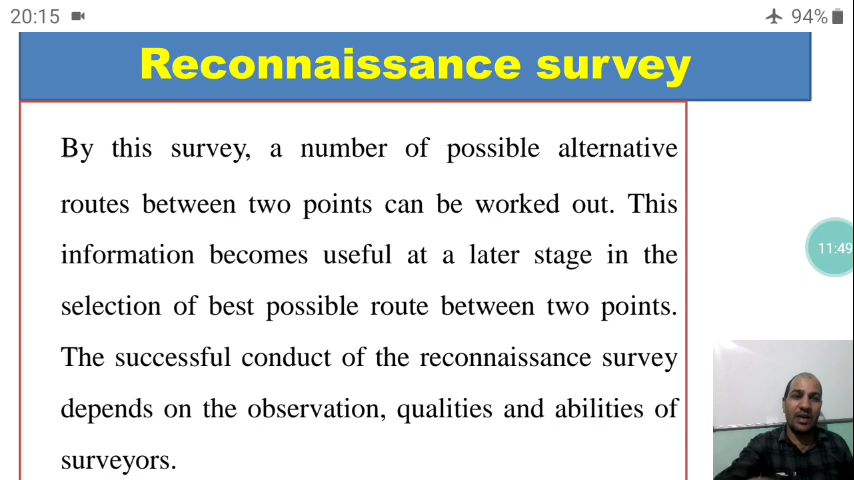 20:15 94%
Reconnaissance survey
By this survey, a number of possible alternative
routes between two points can be worked out. This
information becomes useful at a later stage in the
selection of best possible route between two points.
The successful conduct of the reconnaissance survey
depends on the observation, qualities and abilities of
surveyors.
11:49